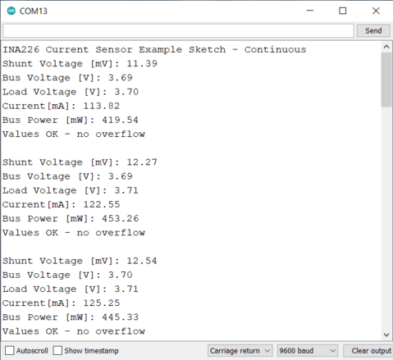 COM13
Send
INA226 Current Sensor Example Sketch - Continuous
Shunt Voltage [mV]: 11.39
Bus Voltage [V]: 3.69
Load Voltage [V]: 3.70
Current[mA]: 113.82
Bus Power [mW]: 419.54
Values OK - no overflow
Shunt Voltage [mV]: 12.27
Bus Voltage [V]: 3.69
Load Voltage [V]: 3.71
Current[mA]: 122.55
Bus Power [mW]: 453.26
Values OK - no overflow
Shunt Voltage [mV]: 12.54
Bus Voltage [V]: 3.70
Load Voltage [V]: 3.71
Current[mA]: 125.25
Bus Power [mW]: 445.33
Values OK - no overflow
Autoscroll Show timestamp Carriage return 9600 baud Clear output